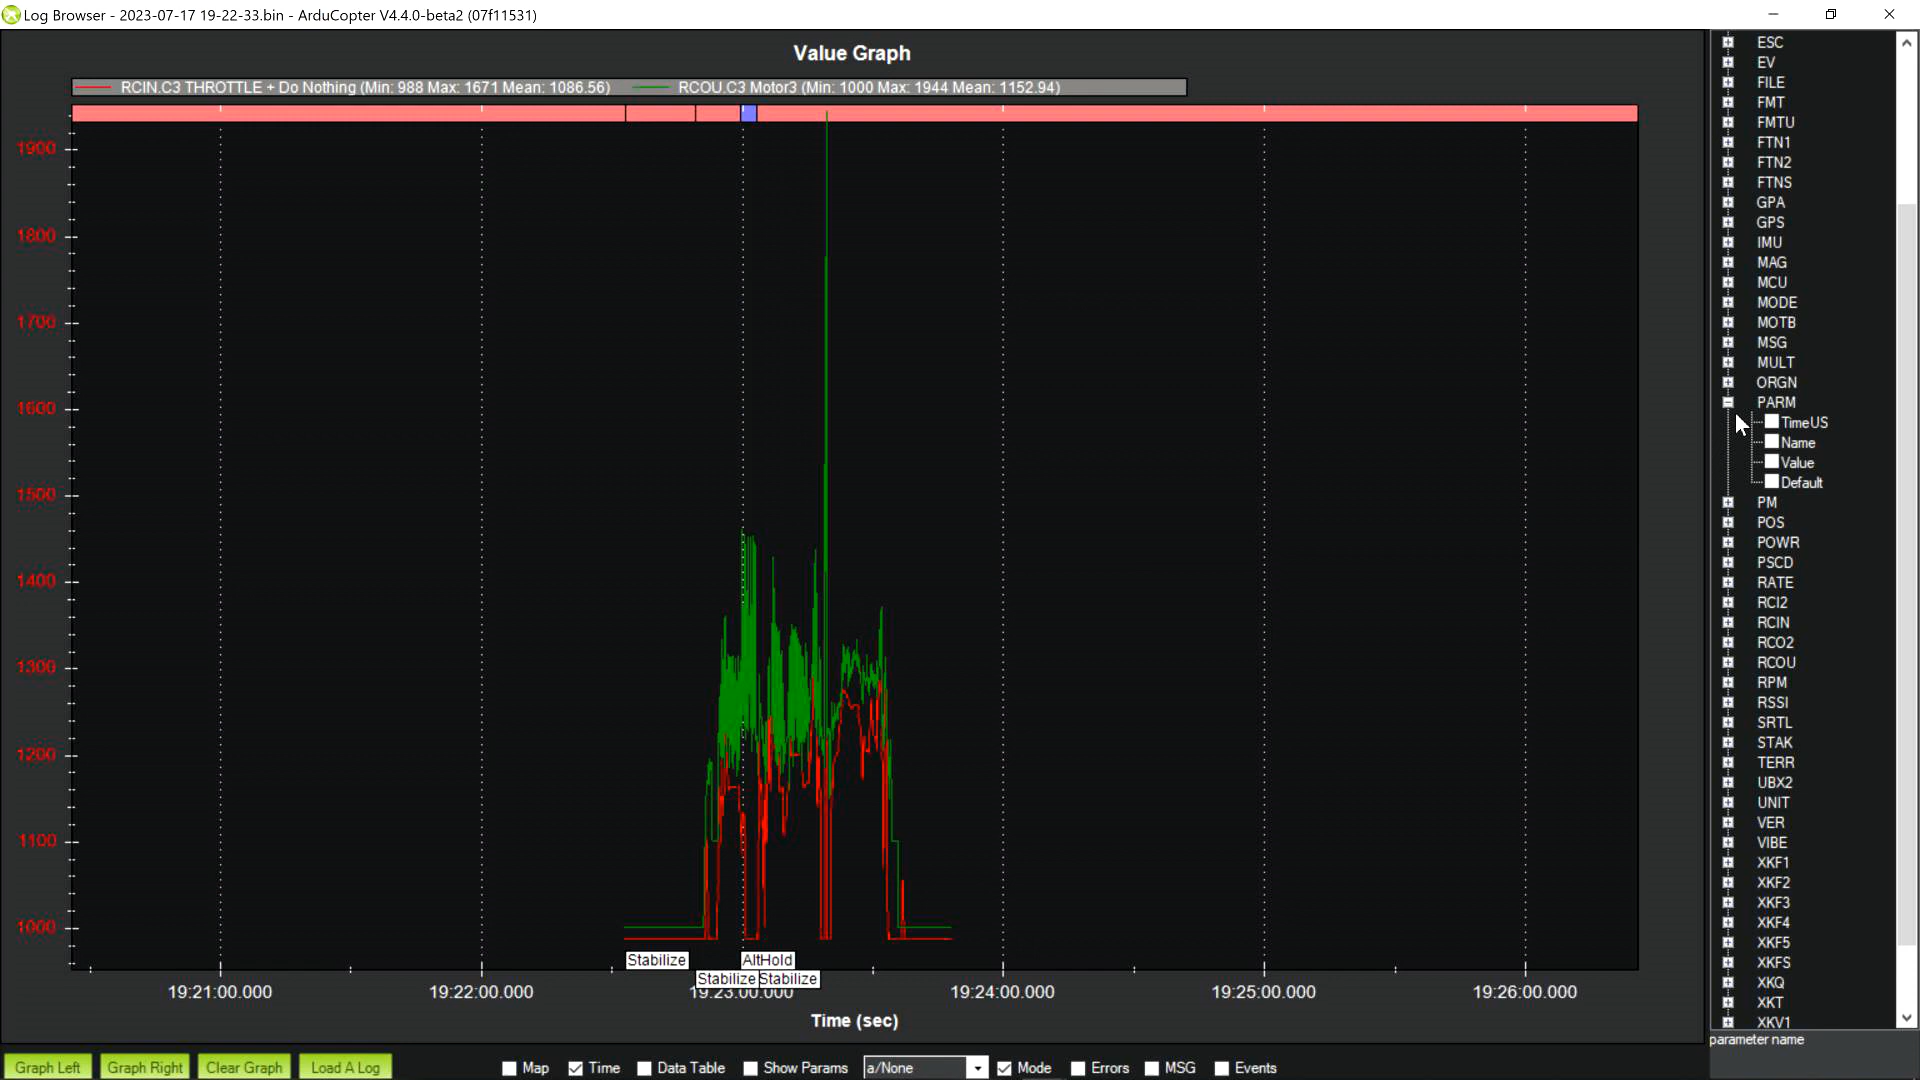 Log Browser - 2023-07-17 19-22-33.bin - ArduCopter V4.4.0-beta2 (07f11531)
Value Graph
RCIN.C3 THROTTLE + Do Nothing (Min: 988 Max: 1671 Mean: 1086.56)
RCOU.C3 Motor3 (Min: 1000 Max: 1944 Mean: 1152.94)
1900
1800
1700
1600
1500
1400
1300
1200
1100
1000
Stabilize
AltHold
Stabilize
Stabilize
19:21:00.000
19:22:00.000
19:23:00.000
19:24:00.000
19:25:00.000
19:26:00.000
Time (sec)
ESC
EV
FILE
FMT
FMTU
FTN1
FTN2
FTNS
GPA
GPS
IMU
MAG
MCU
MODE
MOTB
MSG
MULT
ORGN
PARM
TimeUS
Name
Value
Default
PM
POS
POWR
PSCD
RATE
RCI2
RCIN
RCO2
RCOU
RPM
RSSI
SRTL
STAK
TERR
UBX2
UNIT
VER
VIBE
XKF1
XKF2
XKF3
XKF4
XKF5
XKFS
XKQ
XKT
XKV1
parameter name
Graph Left
Graph Right
Clear Graph
Load A Log
Map
Time
Data Table
Show Params
a/None
Mode
Errors
MSG
Events